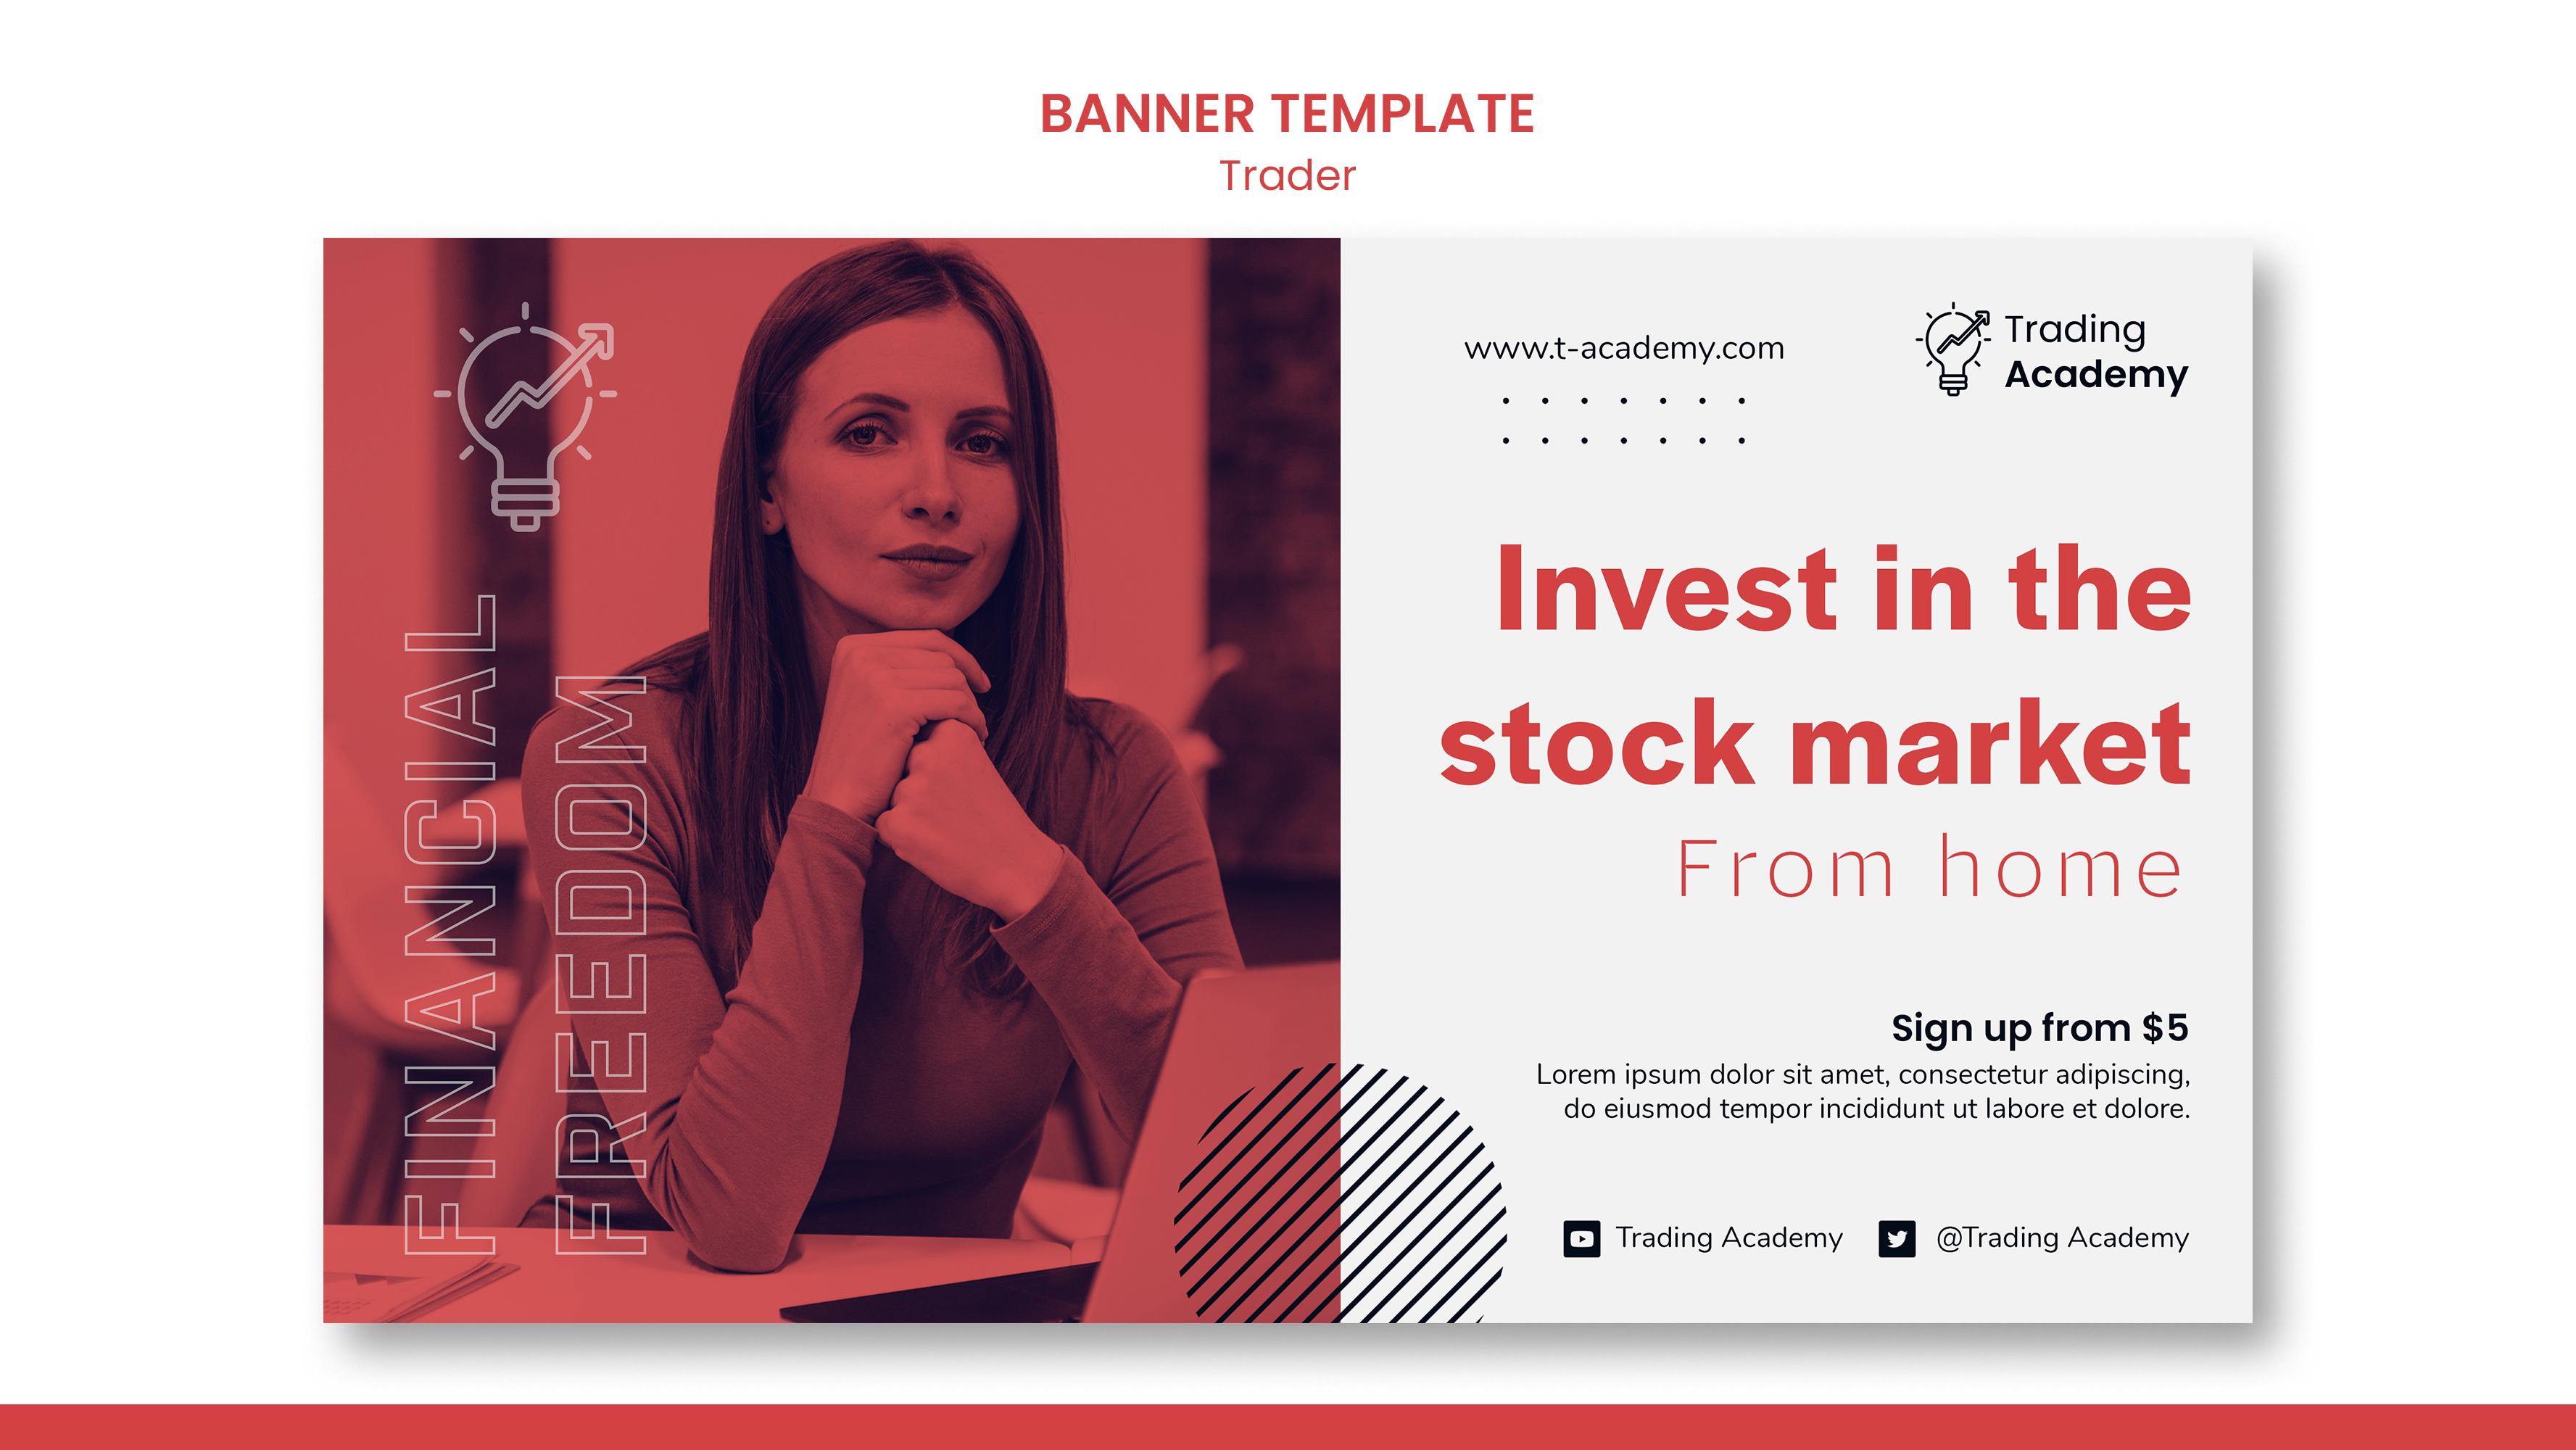 BANNER TEMPLATE
Trader
FINANCIAL
FREEDOM
www.t-academy.com
Trading
Academy
Invest in the
stock market
From home
Sign up from $5
Lorem ipsum dolor sit amet, consectetur adipiscing,
do eiusmod tempor incididunt ut labore et dolore.
Trading Academy
@Trading Academy